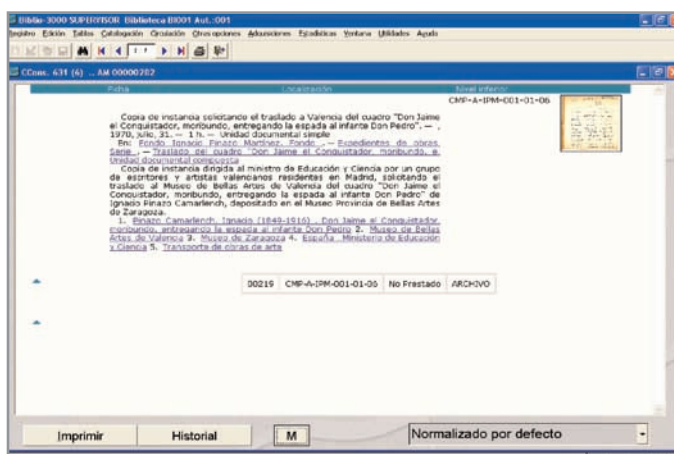 Biblio-3000 SUPERVISOR Biblioteca BI001 Aut.:001
Registro Edición Tablas Catalogación Circulación Otras opciones Adquisiciones Estadísticas Ventana Utilidades Ayuda
CCons. 631 (6) .. AM 00000202
Ficha Localización Nivel inferior
CMP-A-IPM-001-01-06
Copia de instancia solicitando el traslado a Valencia del cuadro "Don Jaime
el Conquistador, moribundo, entregando la espada al infante Don Pedro". — ,
1970, julio, 31. — 1 h. — Unidad documental simple
En: Fondo Ignacio Pinazo Martínez. Fondo . — Expedientes de obras.
Serie . — Traslado del cuadro "Don Jaime el Conquistador, moribundo, e.
Unidad documental compuesta
Copia de instancia dirigida al ministro de Educación y Ciencia por un grupo
de escritores y artistas valencianos residentes en Madrid, solicitando el
traslado al Museo de Bellas Artes de Valencia del cuadro "Don Jaime el
Conquistador, moribundo, entregando la espada al infante Don Pedro" de
Ignacio Pinazo Camarlench, depositado en el Museo Provincia de Bellas Artes
de Zaragoza.
1. Pinazo Camarlench, Ignacio (1849-1916) . Don Jaime el Conquistador,
moribundo, entregando la espada al infante Don Pedro 2. Museo de Bellas
Artes de Valencia 3. Museo de Zaragoza 4. España . Ministerio de Educación
y Ciencia 5. Transporte de obras de arte
00219 CMP-A-IPM-001-01-06 No Prestado ARCHIVO
Imprimir Historial M Normalizado por defecto